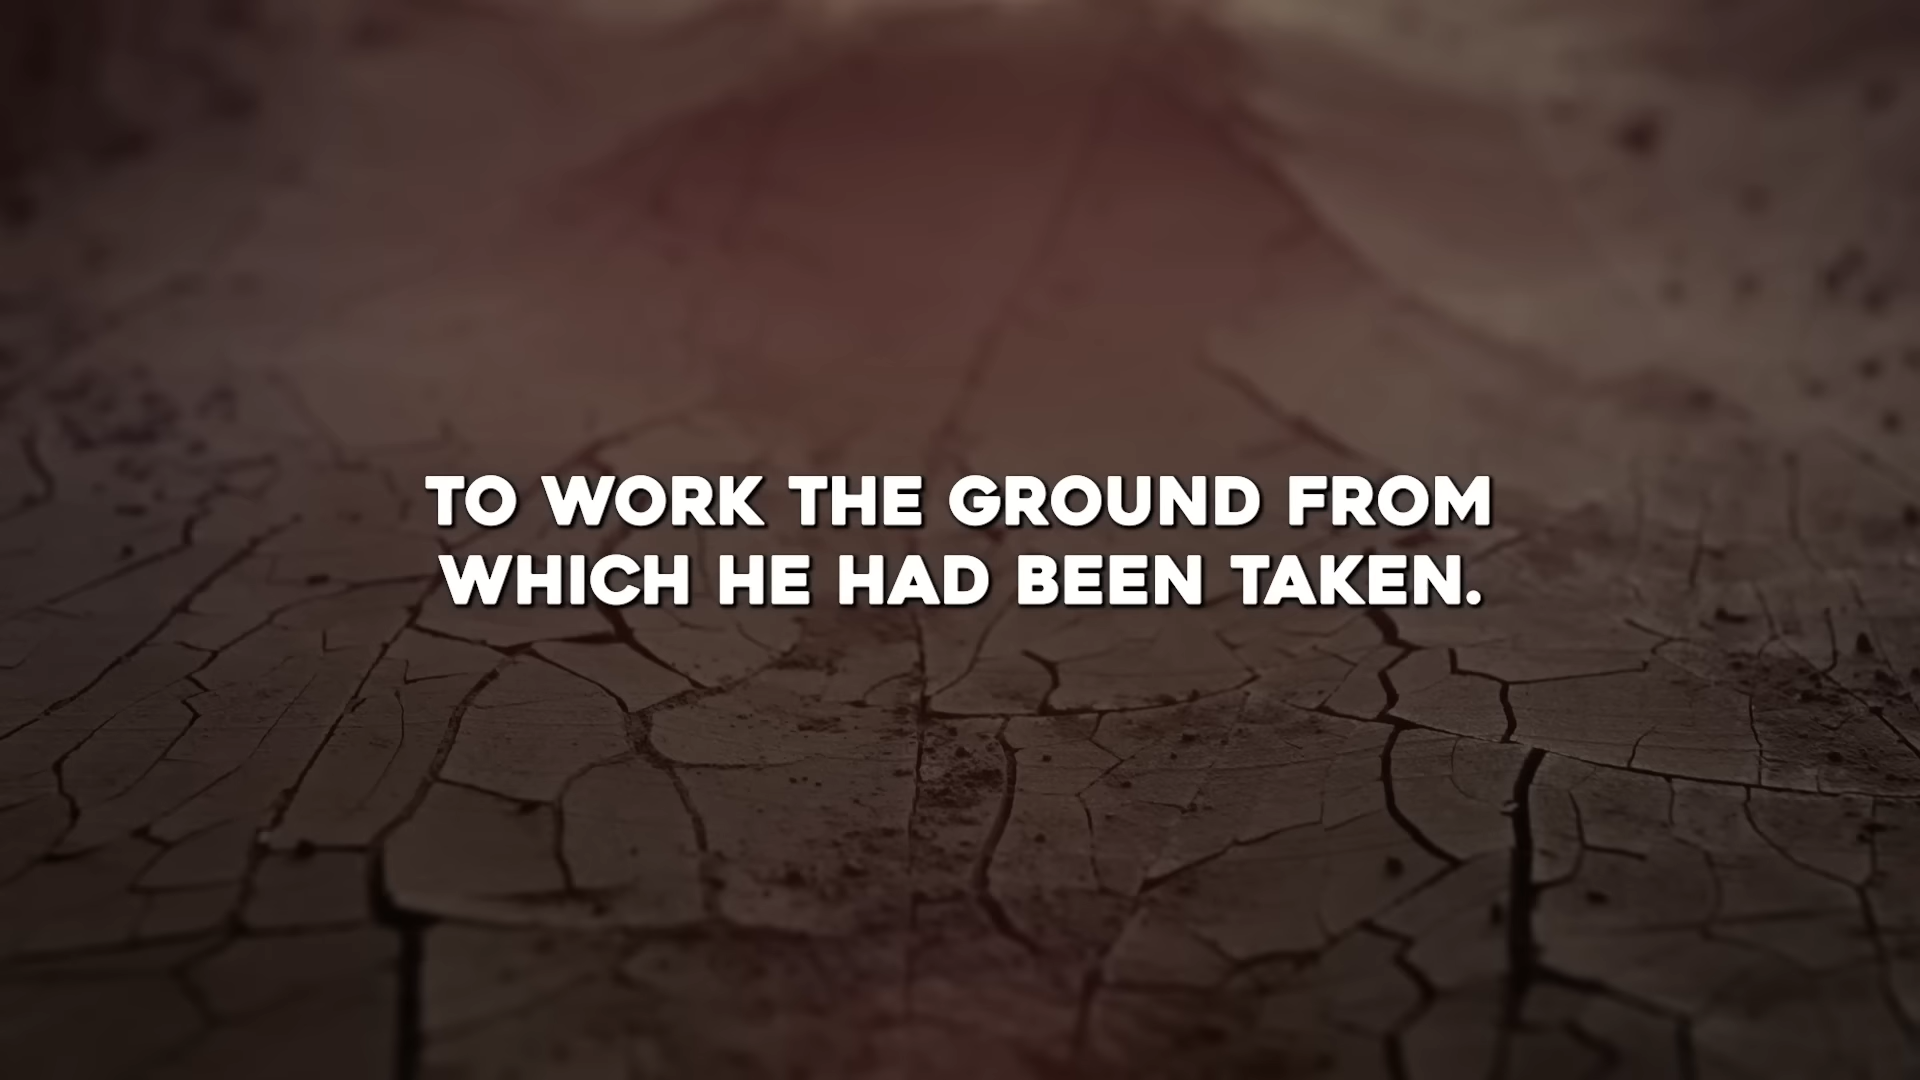 TO WORK THE GROUND FROM
WHICH HE HAD BEEN TAKEN.